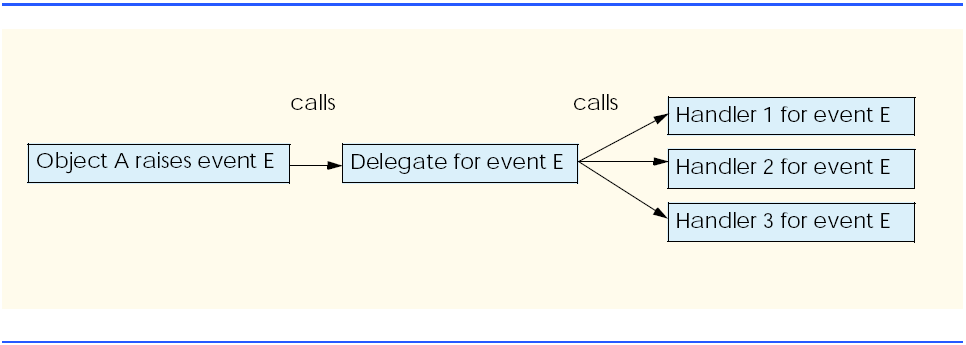 calls
calls
Handler 1 for event E
Object A raises event E
Delegate for event E
Handler 2 for event E
Handler 3 for event E